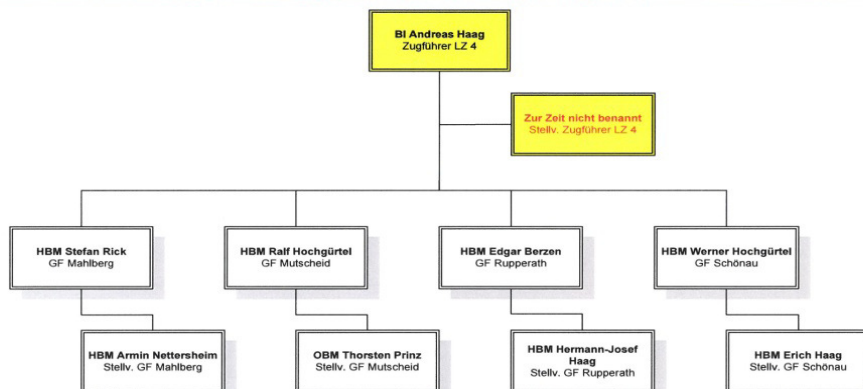 BI Andreas Haag
Zugführer LZ 4
Zur Zeit nicht benannt
Stellv. Zugführer LZ 4
HBM Stefan Rick
GF Mahlberg
HBM Ralf Hochgürtel
GF Mutscheid
HBM Edgar Berzen
GF Rupperath
HBM Werner Hochgürtel
GF Schönau
HBM Armin Nettersheim
Stellv. GF Mahlberg
OBM Thorsten Prinz
Stellv. GF Mutscheid
HBM Hermann-Josef
Haag
Stellv. GF Rupperath
HBM Erich Haag
Stellv. GF Schönau